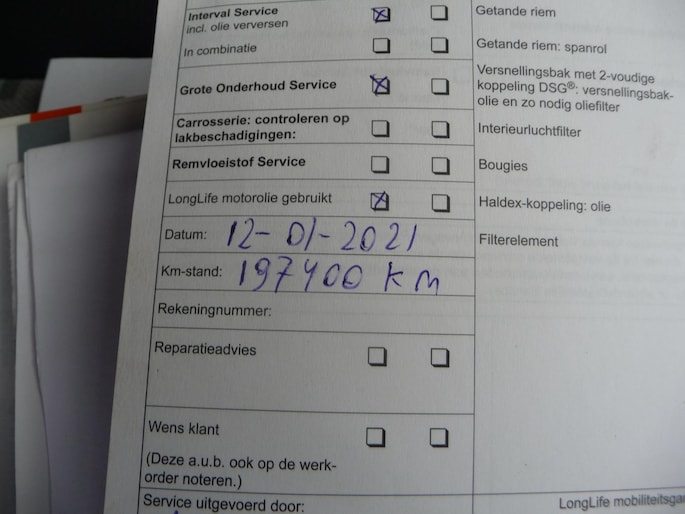 Interval Service
incl. olie verversen
In combinatie
Grote Onderhoud Service
Carrosserie: controleren op
lakbeschadigingen:
Remvloeistof Service
LongLife motorolie gebruikt
Datum: 12-01-2021
Km-stand: 197400 km
Rekeningnummer:
Reparatieadvies
Wens klant
(Deze a.u.b. ook op de werk-
order noteren.)
Service uitgevoerd door:
Getande riem
Getande riem: spanrol
Versnellingsbak met 2-voudige
koppeling DSG®: versnellingsbak-
olie en zo nodig oliefilter
Interieurluchtfilter
Bougies
Haldex-koppeling: olie
Filterelement
LongLife mobiliteitsga